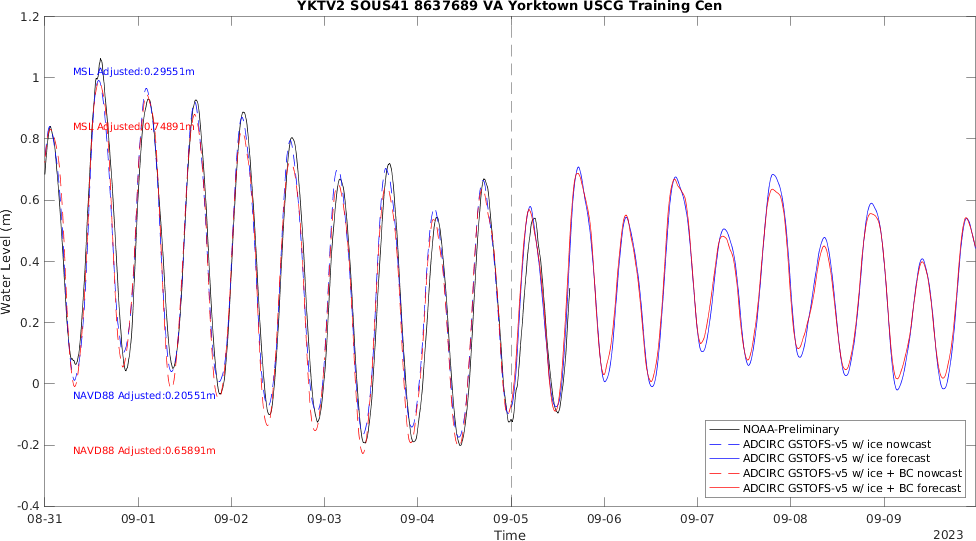 YKTV2 SOUS41 8637689 VA Yorktown USCG Training Cen
1.2
1
0.8
0.6
0.4
0.2
0
-0.2
-0.4
Water Level (m)
MSL Adjusted:0.29551m
MSL Adjusted:0.74891m
NAVD88 Adjusted:0.20551m
NAVD88 Adjusted:0.65891m
NOAA-Preliminary
ADCIRC GSTOFS-v5 w/ ice nowcast
ADCIRC GSTOFS-v5 w/ ice forecast
ADCIRC GSTOFS-v5 w/ ice + BC nowcast
ADCIRC GSTOFS-v5 w/ ice + BC forecast
08-31 09-01 09-02 09-03 09-04 09-05 09-06 09-07 09-08 09-09
Time
2023